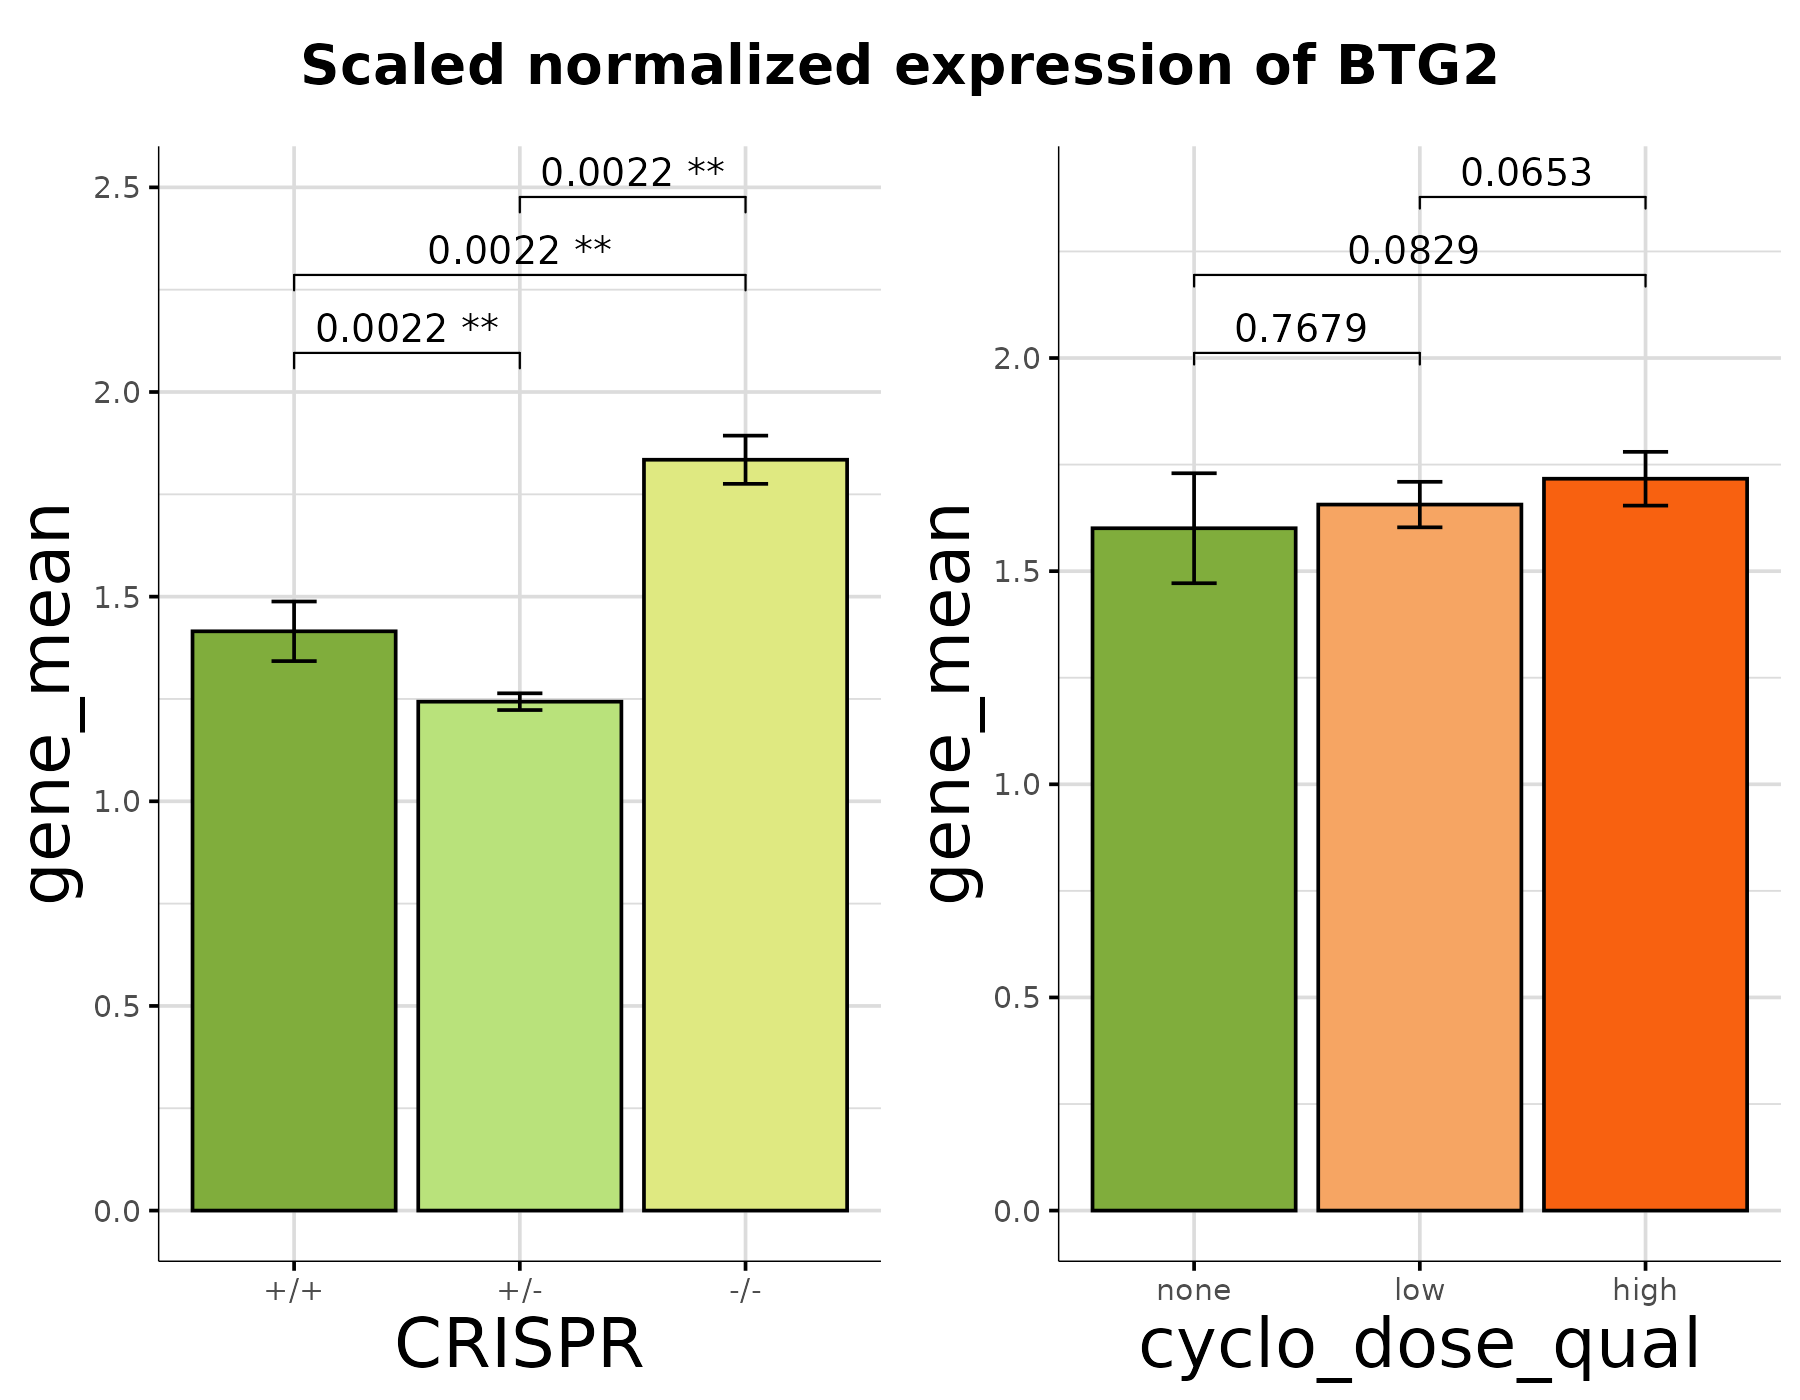 Scaled normalized expression of BTG2
gene_mean
2.5
2.0
1.5
1.0
0.5
0.0
0.0022 **
0.0022 **
0.0022 **
+/+
+/-
-/-
CRISPR
gene_mean
2.0
1.5
1.0
0.5
0.0
0.0653
0.0829
0.7679
none
low
high
cyclo_dose_qual